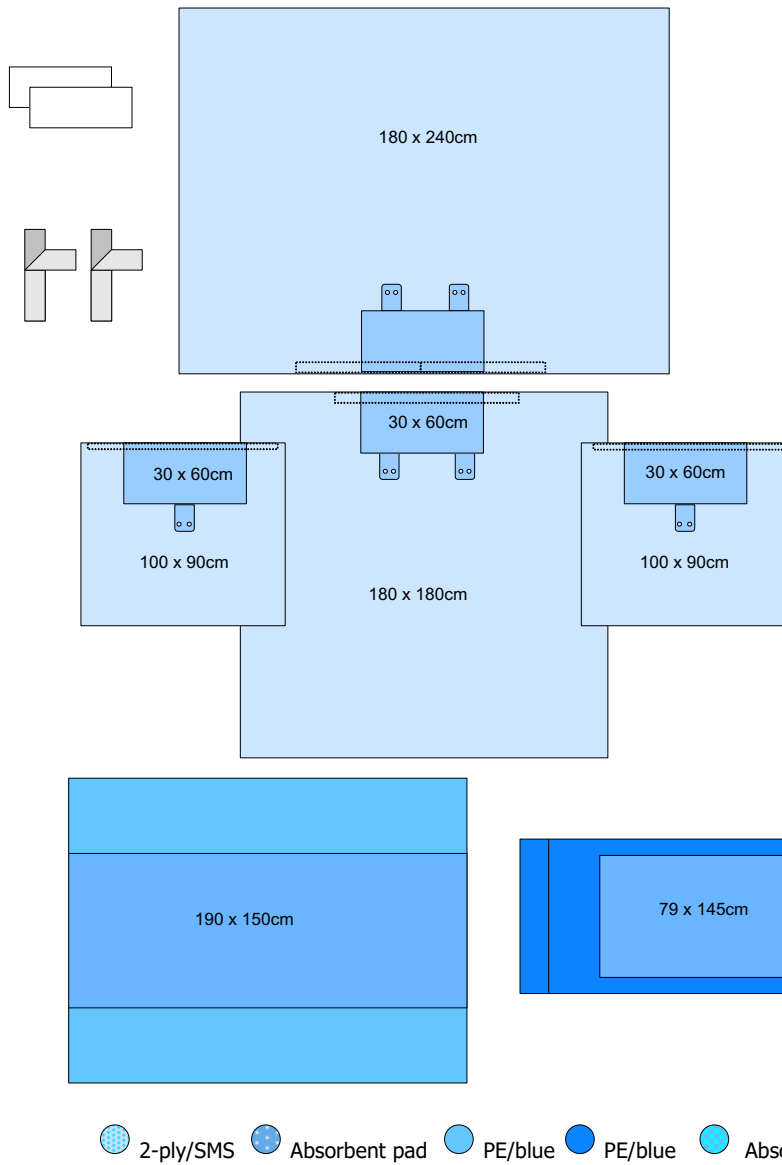 180 x 240cm
30 x 60cm
30 x 60cm
30 x 60cm
100 x 90cm
100 x 90cm
180 x 180cm
190 x 150cm
79 x 145cm
2-ply/SMS Absorbent pad PE/blue PE/blue